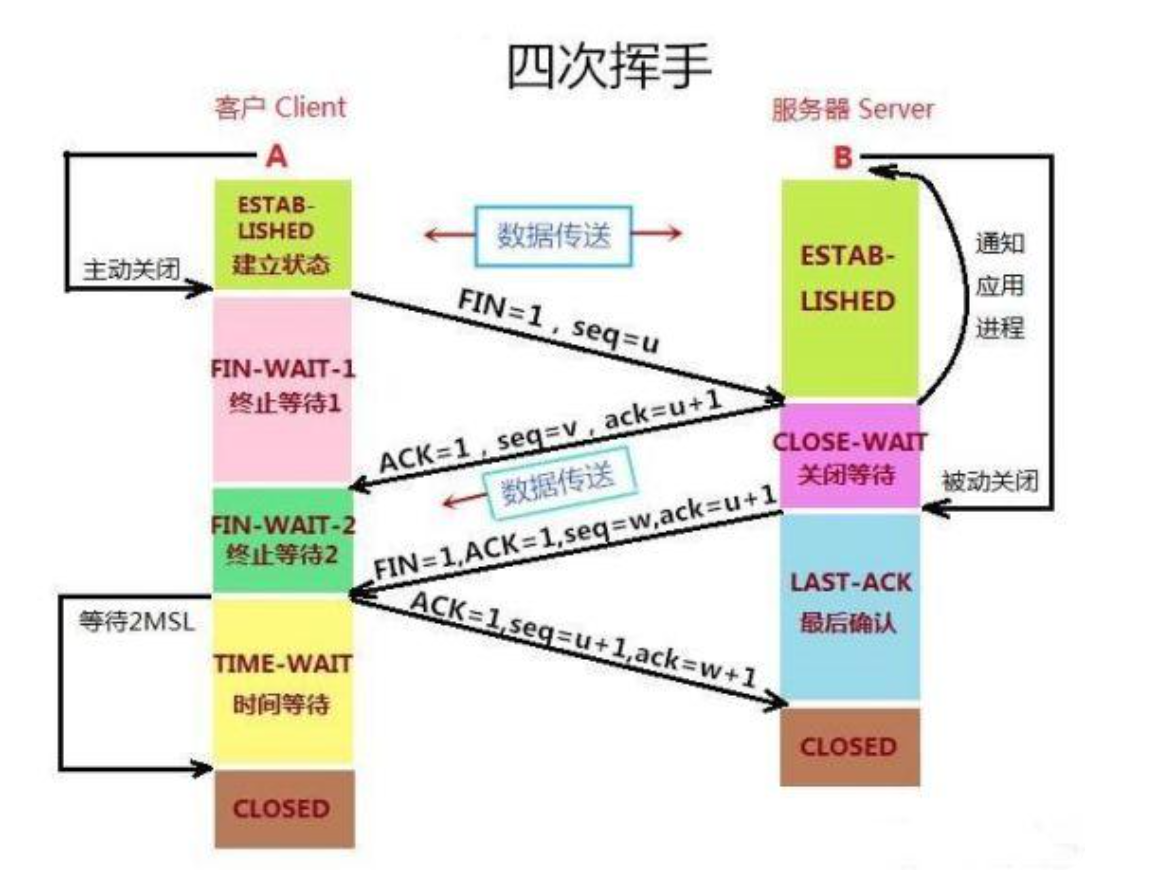 四次挥手
客户 Client
服务器 Server
A
B
ESTAB-
LISHED
建立状态
数据传送
ESTAB-
LISHED
通知
应用
进程
主动关闭
FIN=1，seq=u
FIN-WAIT-1
终止等待1
ACK=1，seq=v，ack=u+1
CLOSE-WAIT
关闭等待
被动关闭
数据传送
FIN-WAIT-2
终止等待2
FIN=1,ACK=1,seq=w,ack=u+1
LAST-ACK
最后确认
等待2MSL
ACK=1,seq=u+1,ack=w+1
TIME-WAIT
时间等待
CLOSED
CLOSED